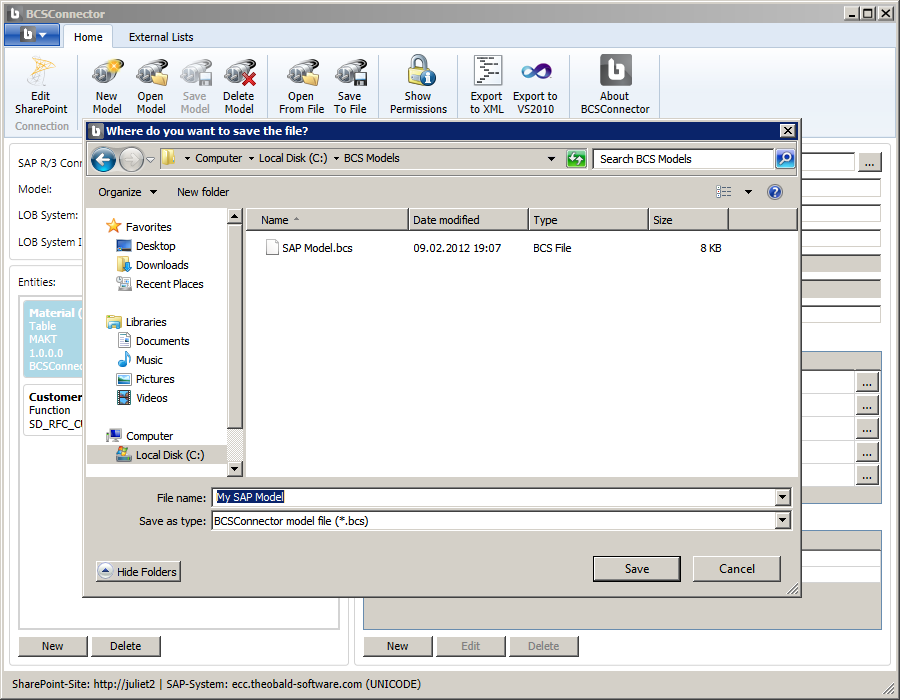 BCSConnector
Home
External Lists
Edit SharePoint
New Model
Open Model
Save Model
Delete Model
Open From File
Save To File
Show Permissions
Export to XML
Export to VS2010
About BCSConnector
Connection
Where do you want to save the file?
Computer
Local Disk (C:)
BCS Models
Search BCS Models
SAP R/3 Conn
...
Model:
LOB System:
LOB System I
Organize
New folder
Name
Date modified
Type
Size
SAP Model.bcs
09.02.2012 19:07
BCS File
8 KB
Favorites
Desktop
Downloads
Recent Places
Libraries
Documents
Music
Pictures
Videos
Computer
Local Disk (C:)
Entities:
Material (
Table
MAKT
1.0.0.0
BCSConnec
Customer
Function
SD_RFC_CU
...
...
...
...
...
File name:
My SAP Model
Save as type:
BCSConnector model file (*.bcs)
Hide Folders
Save
Cancel
New
Delete
New
Edit
Delete
SharePoint-Site: http://juliet2 | SAP-System: ecc.theobald-software.com (UNICODE)